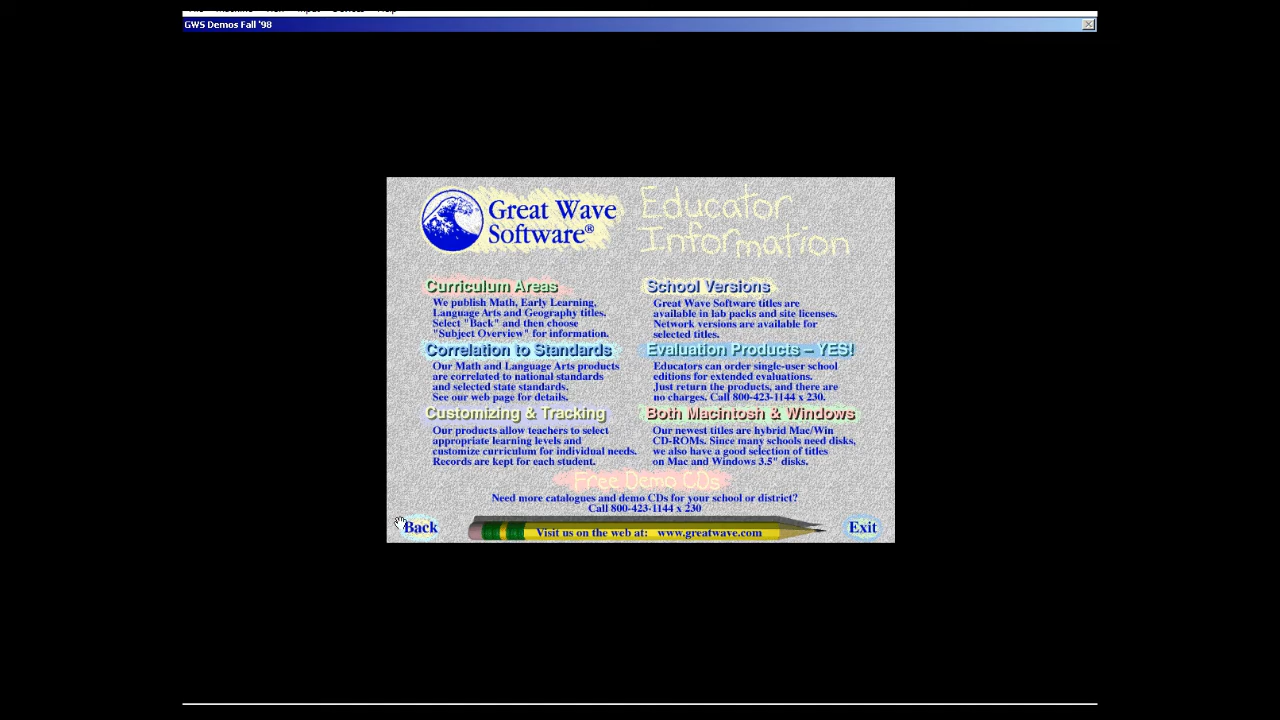 GWS Demos Fall '98
Great Wave
Software®
Educator
Information
Curriculum Areas
We publish Math, Early Learning,
Language Arts and Geography titles.
Select "Back" and then choose
"Subject Overview" for information.
Correlation to Standards
Our Math and Language Arts products
are correlated to national standards
and selected state standards.
See our web page for details.
Customizing & Tracking
Our products allow teachers to select
appropriate learning levels and
customize curriculum for individual needs.
Records are kept for each student.
School Versions
Great Wave Software titles are
available in lab packs and site licenses.
Network versions are available for
selected titles.
Evaluation Products – YES!
Educators can order single-user school
editions for extended evaluations.
Just return the products, and there are
no charges. Call 800-423-1144 x 230.
Both Macintosh & Windows
Our newest titles are hybrid Mac/Win
CD-ROMs. Since many schools need disks,
we also have a good selection of titles
on Mac and Windows 3.5" disks.
Free Demo CDs
Need more catalogues and demo CDs for your school or district?
Call 800-423-1144 x 230
Back
Visit us on the web at: www.greatwave.com
Exit